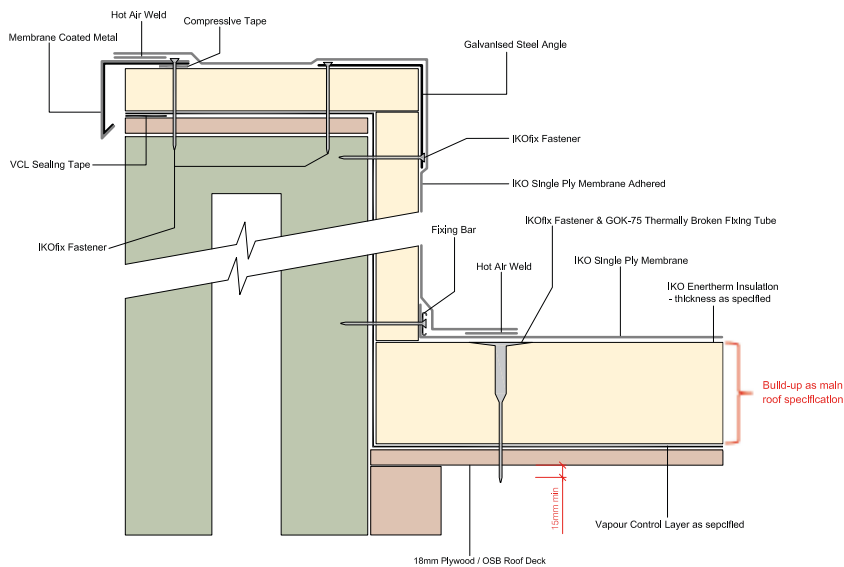 Hot Air Weld
Compressive Tape
Membrane Coated Metal
Galvanised Steel Angle
IKOfix Fastener
VCL Sealing Tape
IKO Single Ply Membrane Adhered
IKOfix Fastener & GOK-75 Thermally Broken Fixing Tube
Fixing Bar
IKOfix Fastener
IKO Single Ply Membrane
Hot Air Weld
IKO Enertherm Insulation
- thickness as specified
Build-up as main
roof specification
15mm min
Vapour Control Layer as sepcified
18mm Plywood / OSB Roof Deck